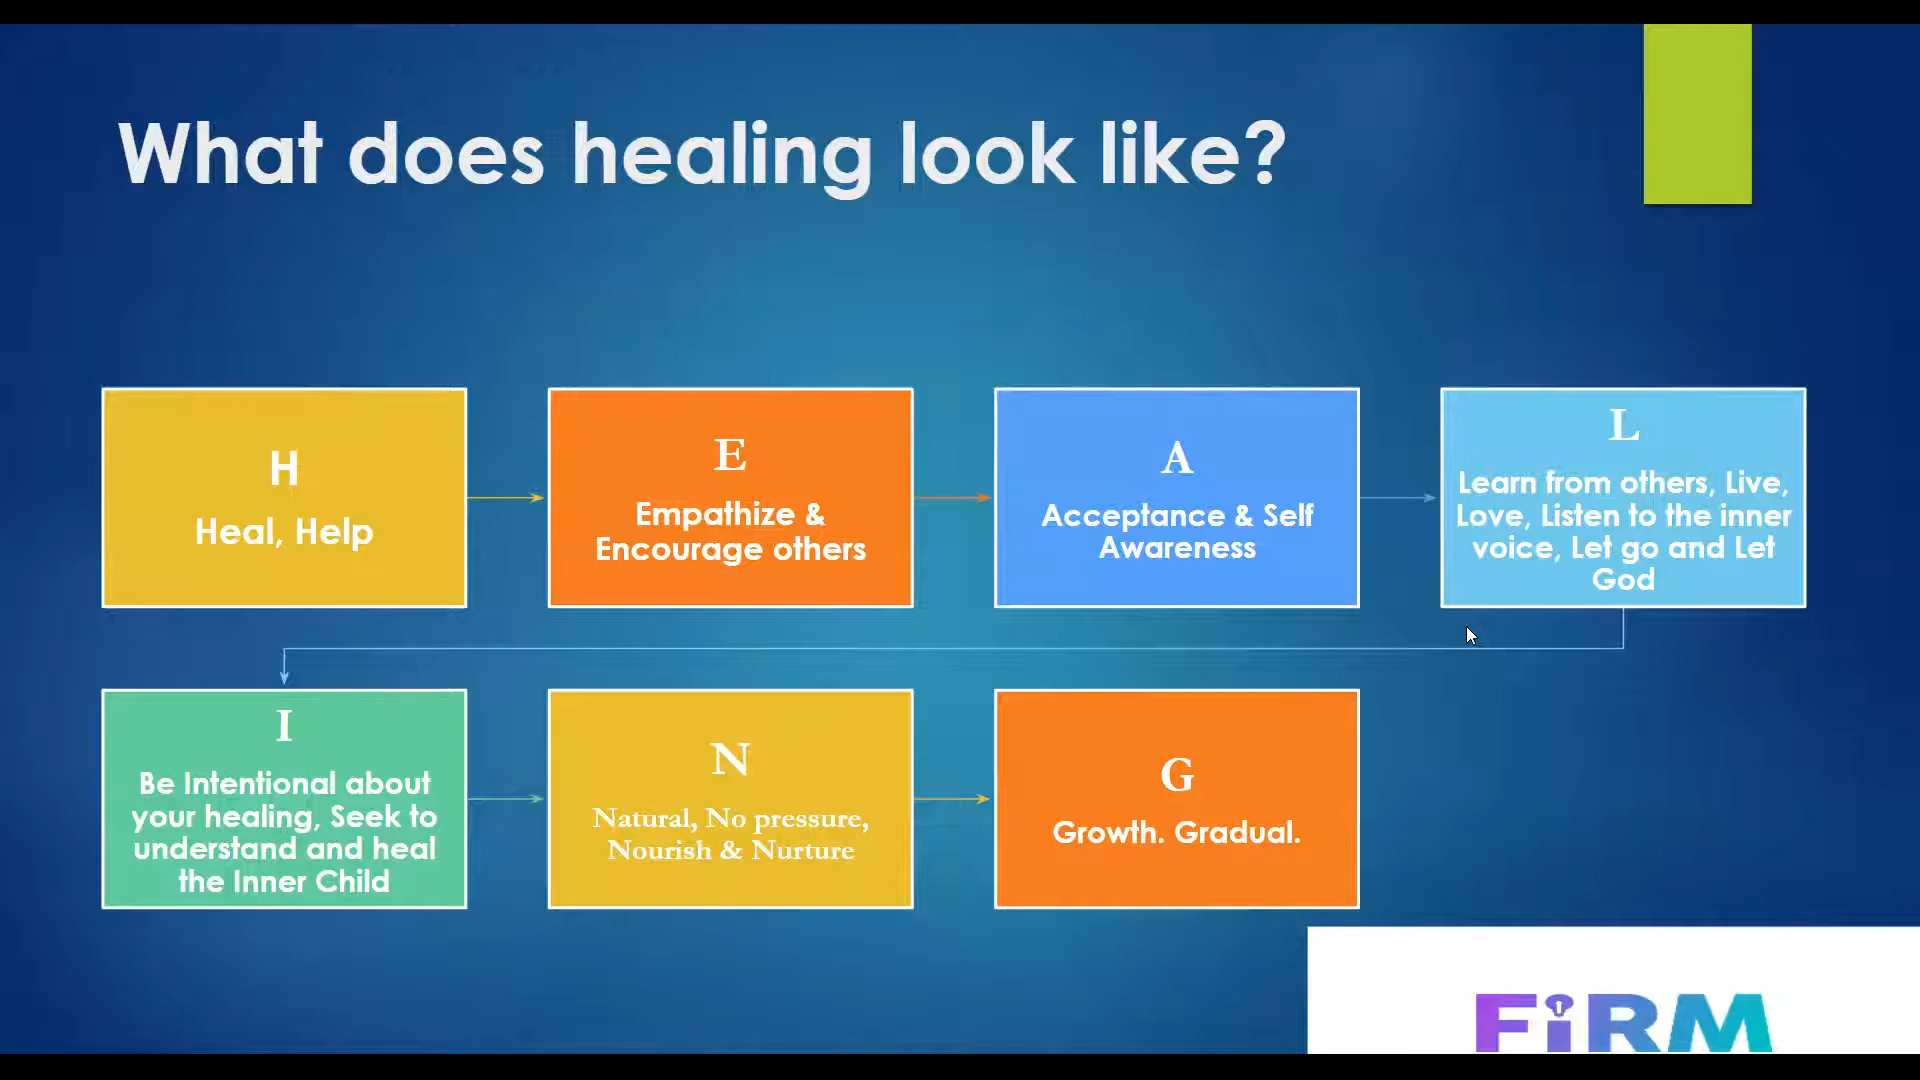 What does healing look like?
H
Heal, Help
E
Empathize &
Encourage others
A
Acceptance & Self
Awareness
L
Learn from others, Live,
Love, Listen to the inner
voice, Let go and Let
God
I
Be Intentional about
your healing, Seek to
understand and heal
the Inner Child
N
Natural, No pressure,
Nourish & Nurture
G
Growth. Gradual.
FiRM